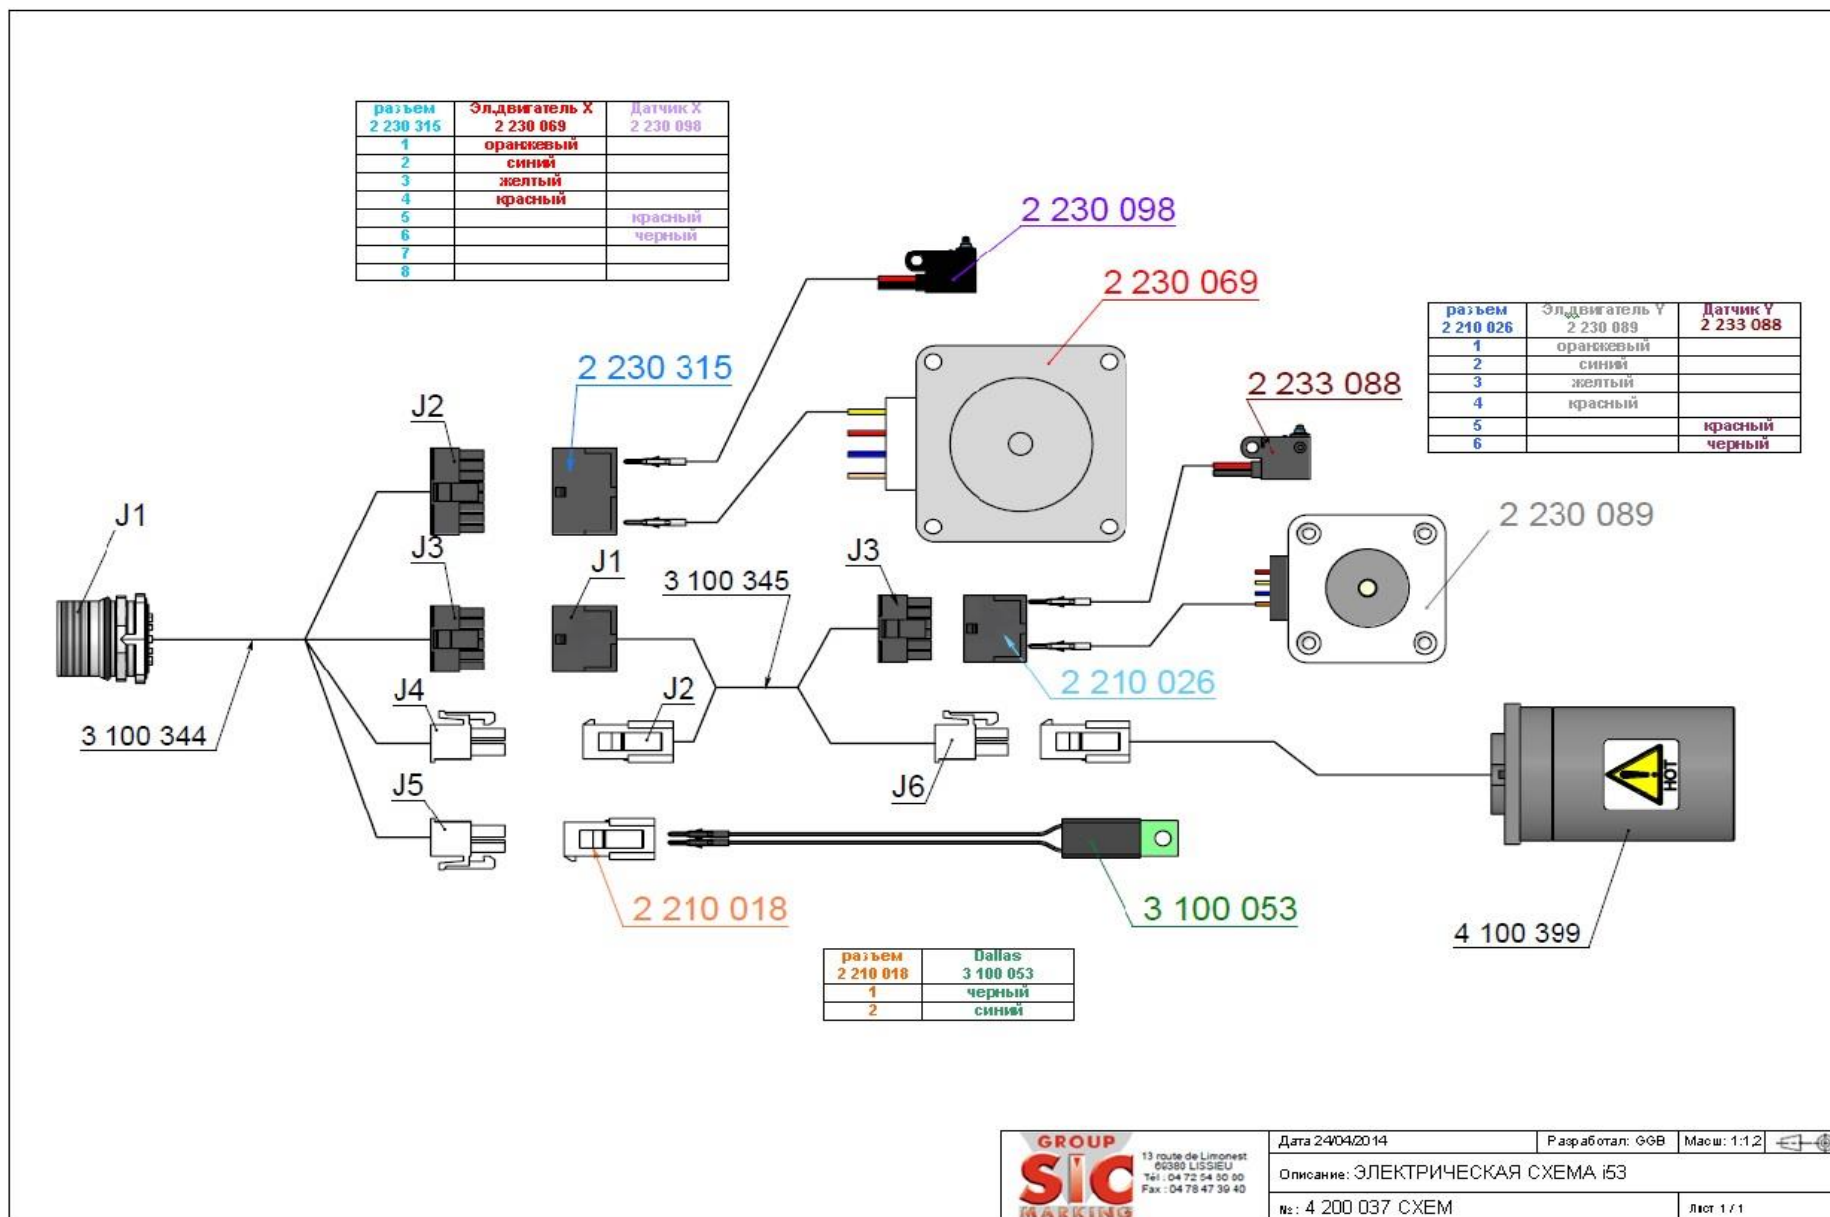 разъем Эл.двигатель X Датчик X
2 230 315 2 230 069 2 230 098
1 оранжевый
2 синий
3 желтый
4 красный
5 красный
6 черный
7
8
2 230 098
2 230 069
разъем Эл.двигатель Y Датчик Y
2 210 026 2 230 089 2 233 088
1 оранжевый
2 синий
3 желтый
4 красный
5 красный
6 черный
2 230 315
2 233 088
J2
J1
2 230 089
J3
J1
3 100 345
J3
J4
J2
2 210 026
3 100 344
J5
J6
HOT
2 210 018
3 100 053
4 100 399
разъем Dallas
2 210 018 3 100 053
1 черный
2 синий
GROUP
SIC
MARKING
13 route de Limonest
69380 LISSIEU
Tél : 04 72 54 80 00
Fax : 04 78 47 39 40
Дата 24/04/2014 Разработал: GGB Масш: 1:1,2
Описание: ЭЛЕКТРИЧЕСКАЯ СХЕМА i53
№: 4 200 037 СХЕМ Лист 1 / 1